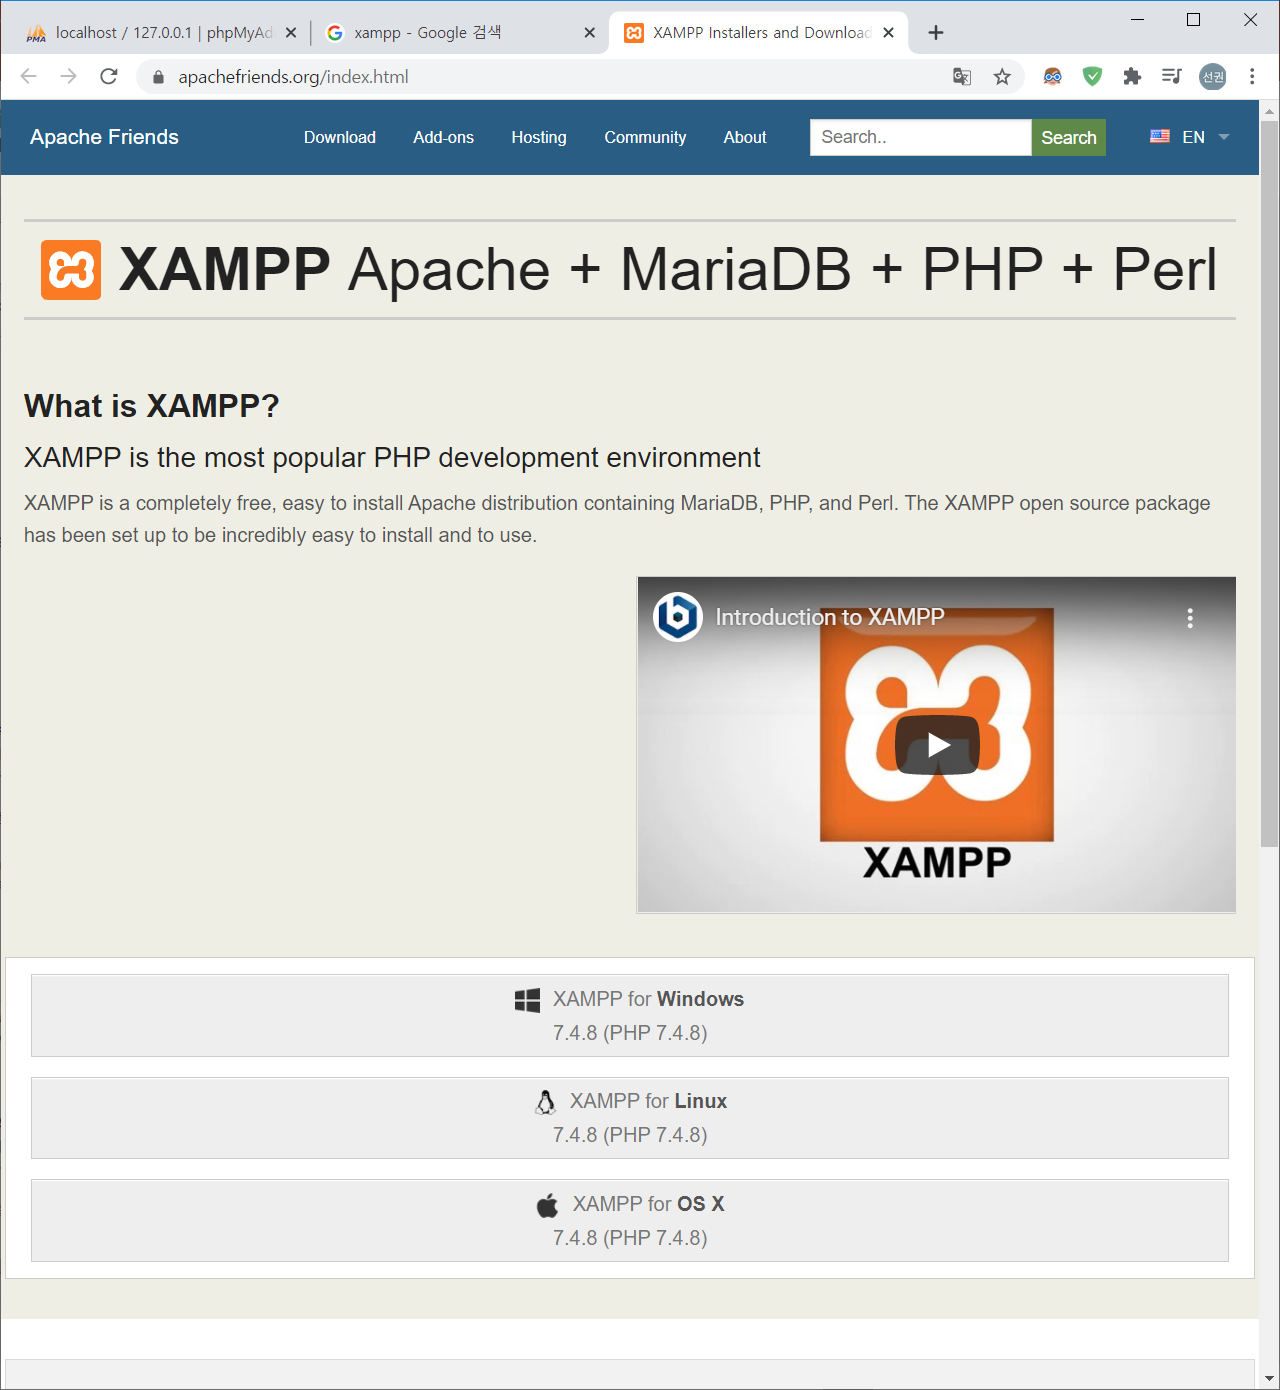 localhost / 127.0.0.1 | phpMyAd
xampp - Google 검색
XAMPP Installers and Download
apachefriends.org/index.html
선권
Apache Friends
Download
Add-ons
Hosting
Community
About
Search..
Search
EN
XAMPP Apache + MariaDB + PHP + Perl
What is XAMPP?
XAMPP is the most popular PHP development environment
XAMPP is a completely free, easy to install Apache distribution containing MariaDB, PHP, and Perl. The XAMPP open source package
has been set up to be incredibly easy to install and to use.
Introduction to XAMPP
XAMPP
XAMPP for Windows
7.4.8 (PHP 7.4.8)
XAMPP for Linux
7.4.8 (PHP 7.4.8)
XAMPP for OS X
7.4.8 (PHP 7.4.8)